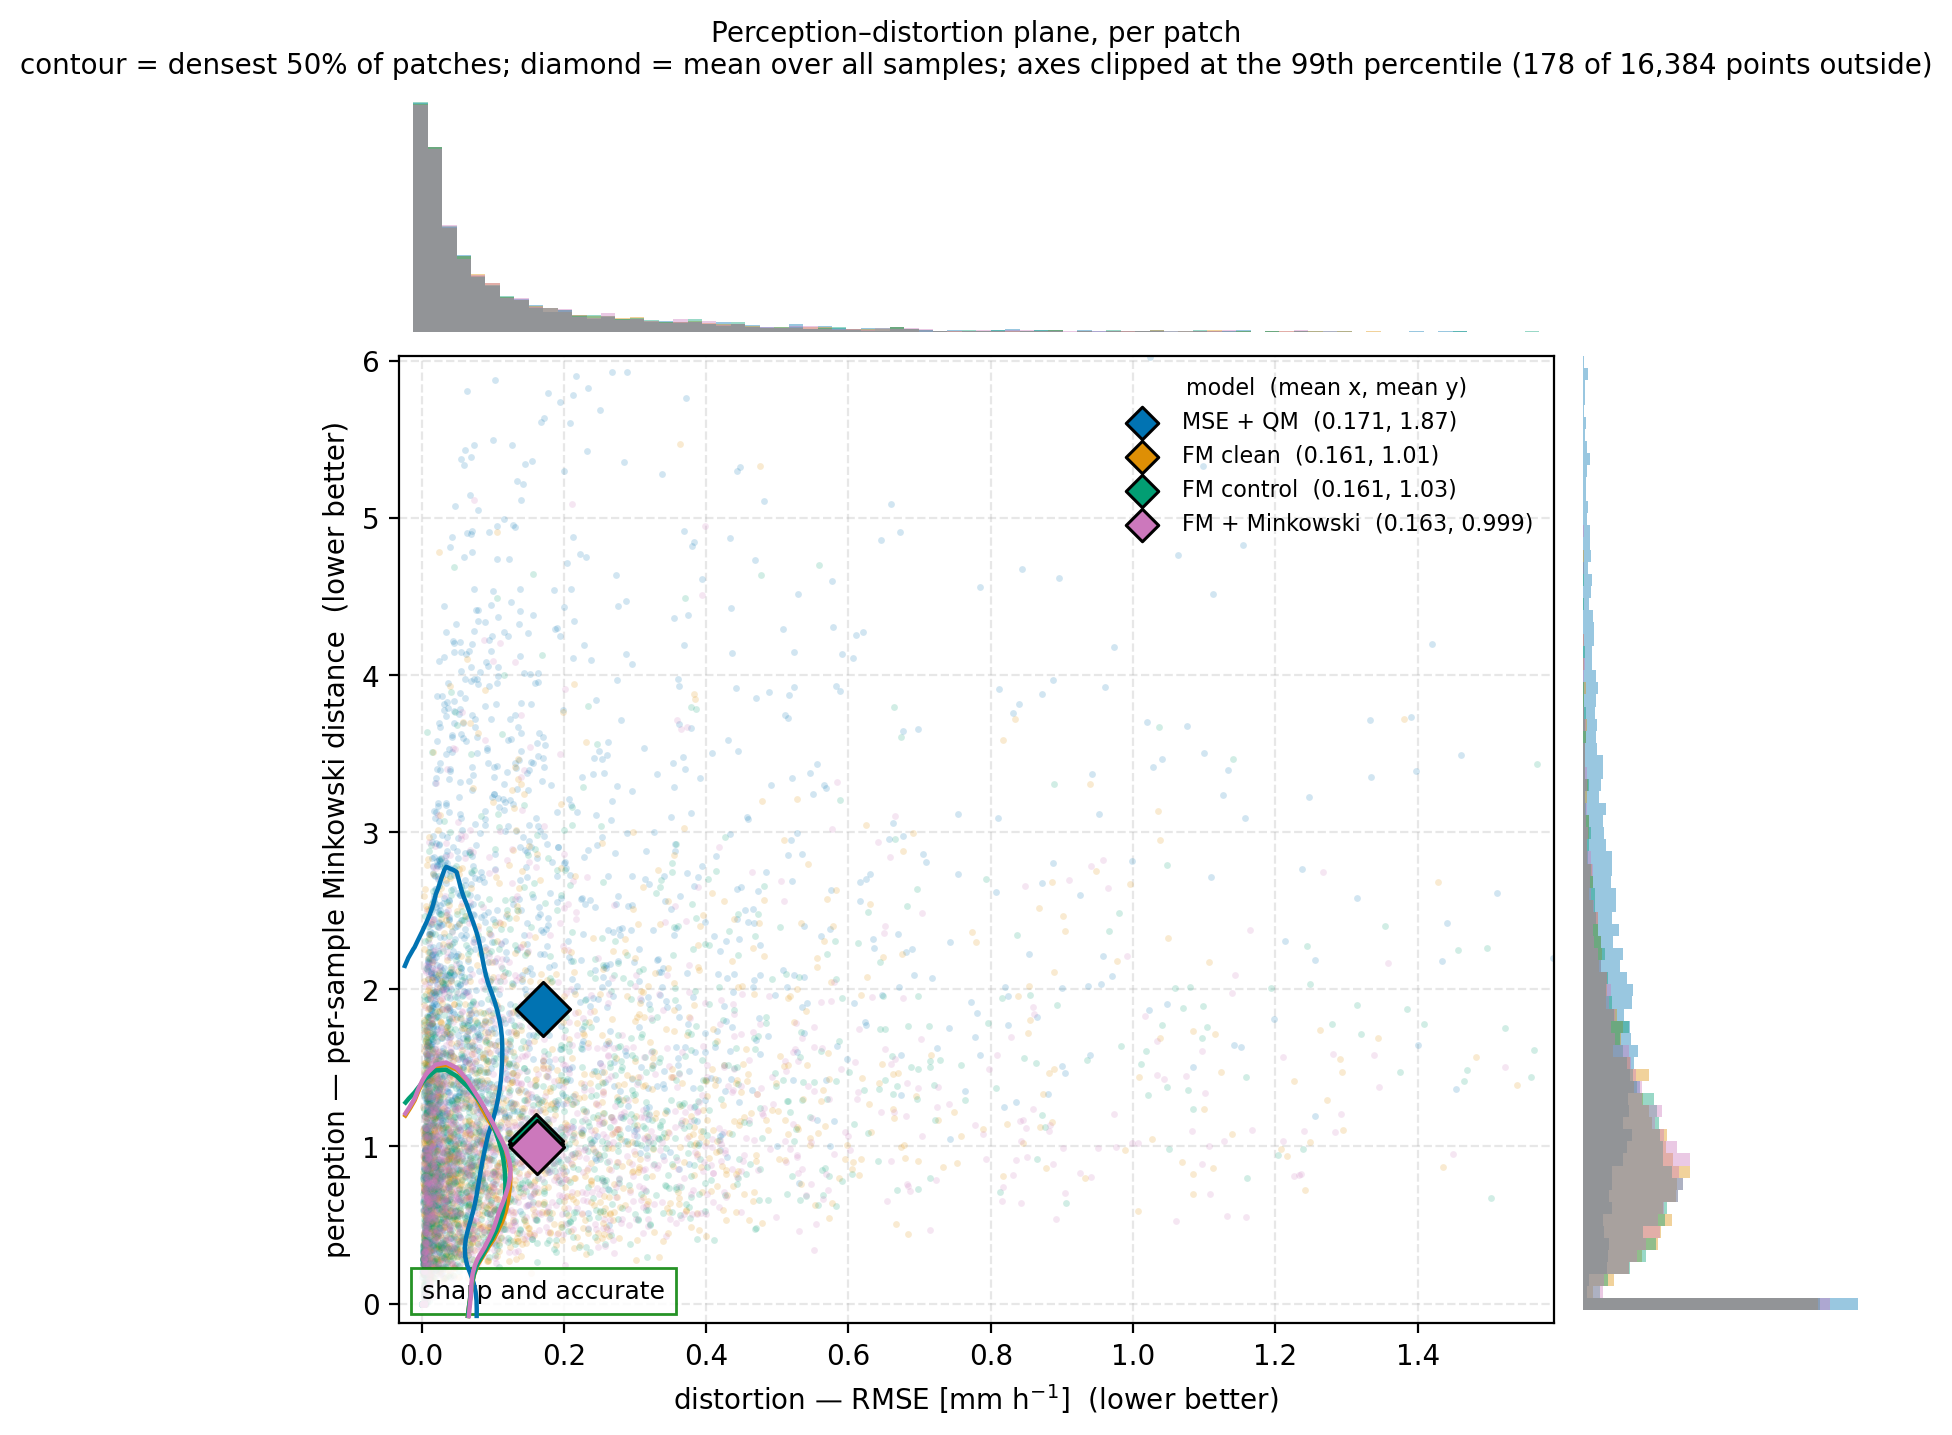 Perception–distortion plane, per patch
contour = densest 50% of patches; diamond = mean over all samples; axes clipped at the 99th percentile (178 of 16,384 points outside)
model  (mean x, mean y)
MSE + QM  (0.171, 1.87)
FM clean  (0.161, 1.01)
FM control  (0.161, 1.03)
FM + Minkowski  (0.163, 0.999)
perception — per-sample Minkowski distance  (lower better)
6
5
4
3
2
1
0
sharp and accurate
0.0 0.2 0.4 0.6 0.8 1.0 1.2 1.4
distortion — RMSE [mm h⁻¹]  (lower better)